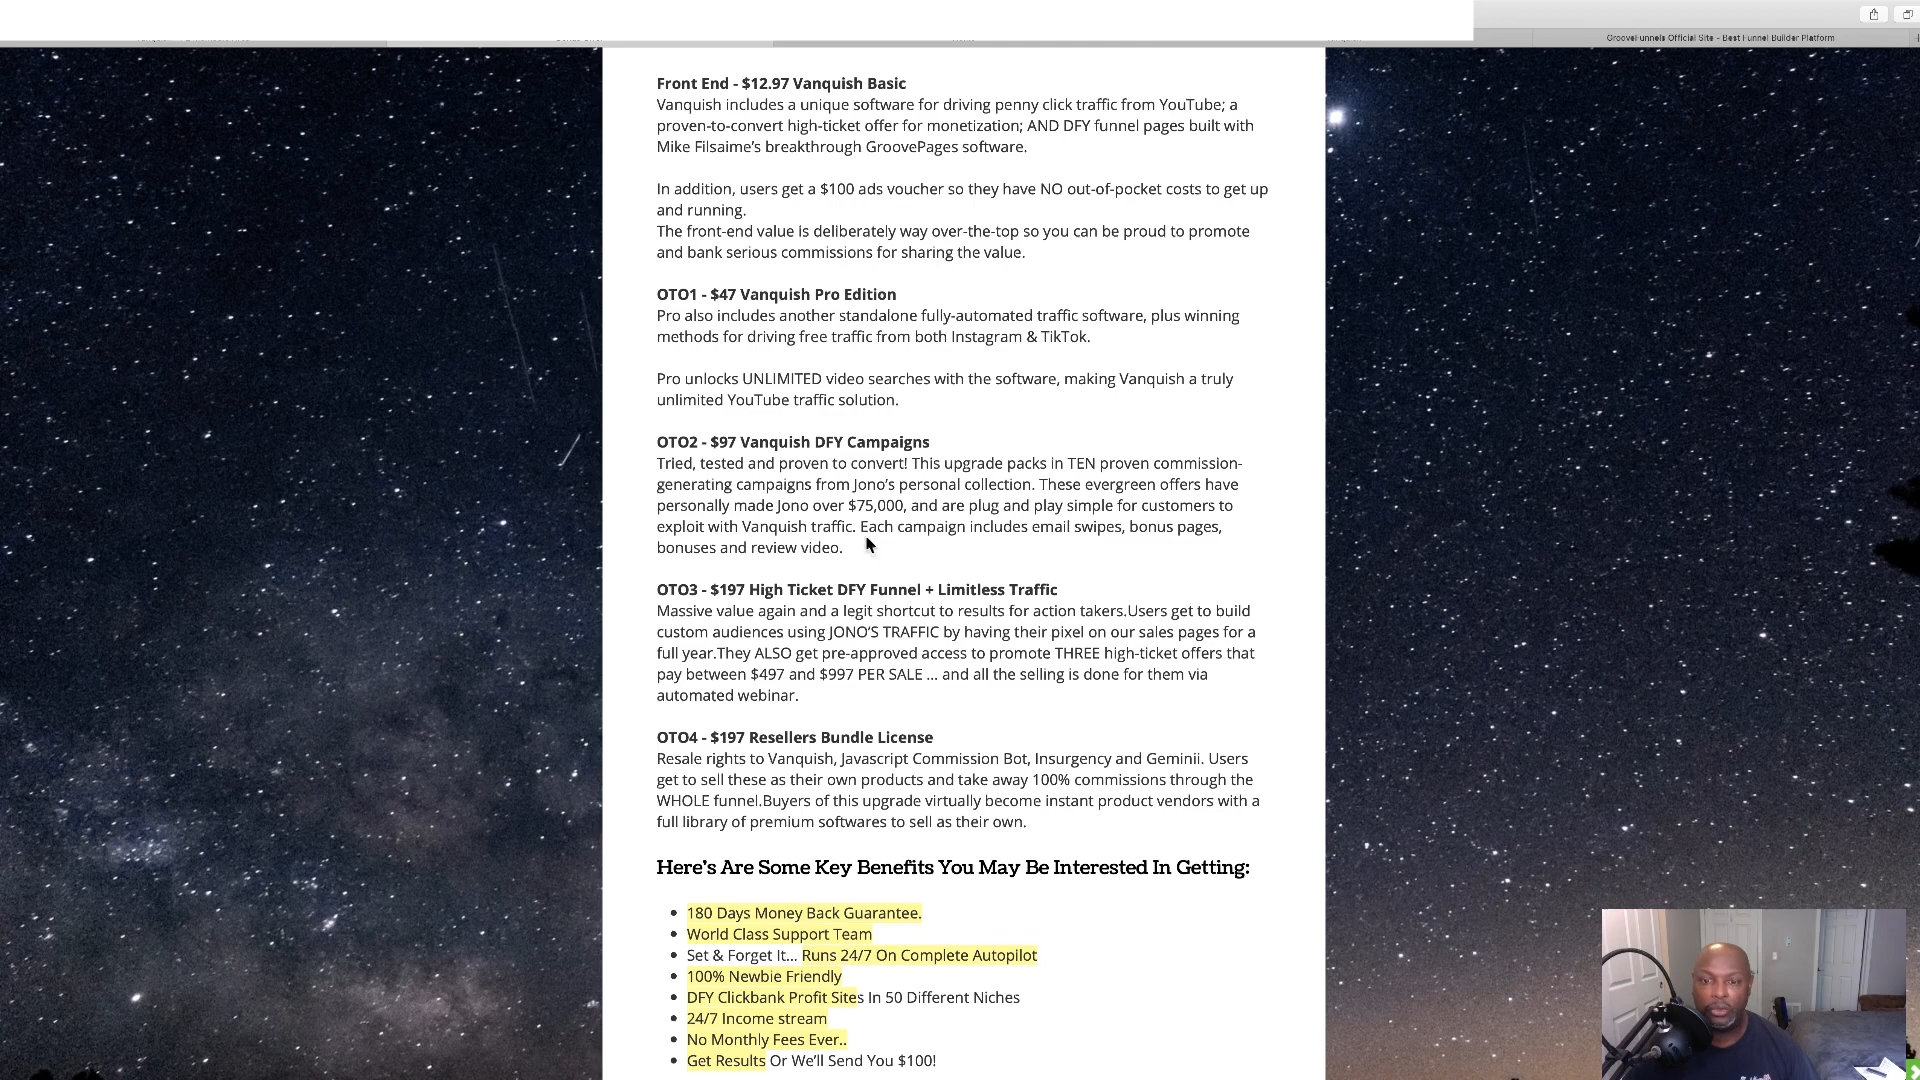 GrooveFunnels Official Site - Best Funnel Builder Platform
Front End - $12.97 Vanquish Basic
Vanquish includes a unique software for driving penny click traffic from YouTube; a
proven-to-convert high-ticket offer for monetization; AND DFY funnel pages built with
Mike Filsaime's breakthrough GroovePages software.
In addition, users get a $100 ads voucher so they have NO out-of-pocket costs to get up
and running.
The front-end value is deliberately way over-the-top so you can be proud to promote
and bank serious commissions for sharing the value.
OTO1 - $47 Vanquish Pro Edition
Pro also includes another standalone fully-automated traffic software, plus winning
methods for driving free traffic from both Instagram & TikTok.
Pro unlocks UNLIMITED video searches with the software, making Vanquish a truly
unlimited YouTube traffic solution.
OTO2 - $97 Vanquish DFY Campaigns
Tried, tested and proven to convert! This upgrade packs in TEN proven commission-
generating campaigns from Jono's personal collection. These evergreen offers have
personally made Jono over $75,000, and are plug and play simple for customers to
exploit with Vanquish traffic. Each campaign includes email swipes, bonus pages,
bonuses and review video.
OTO3 - $197 High Ticket DFY Funnel + Limitless Traffic
Massive value again and a legit shortcut to results for action takers.Users get to build
custom audiences using JONO'S TRAFFIC by having their pixel on our sales pages for a
full year.They ALSO get pre-approved access to promote THREE high-ticket offers that
pay between $497 and $997 PER SALE ... and all the selling is done for them via
automated webinar.
OTO4 - $197 Resellers Bundle License
Resale rights to Vanquish, Javascript Commission Bot, Insurgency and Geminii. Users
get to sell these as their own products and take away 100% commissions through the
WHOLE funnel.Buyers of this upgrade virtually become instant product vendors with a
full library of premium softwares to sell as their own.
Here's Are Some Key Benefits You May Be Interested In Getting:
180 Days Money Back Guarantee.
World Class Support Team
Set & Forget It... Runs 24/7 On Complete Autopilot
100% Newbie Friendly
DFY Clickbank Profit Sites In 50 Different Niches
24/7 Income stream
No Monthly Fees Ever..
Get Results Or We'll Send You $100!